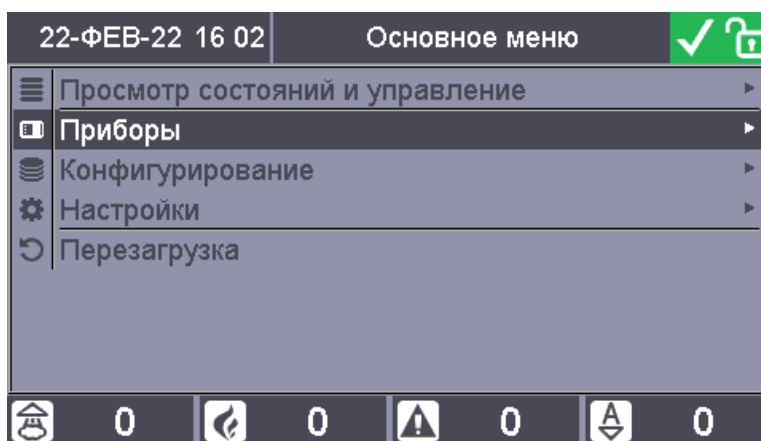 22-ФЕВ-22 16 02 Основное меню
Просмотр состояний и управление
Приборы
Конфигурирование
Настройки
Перезагрузка
0 0 0 A 0